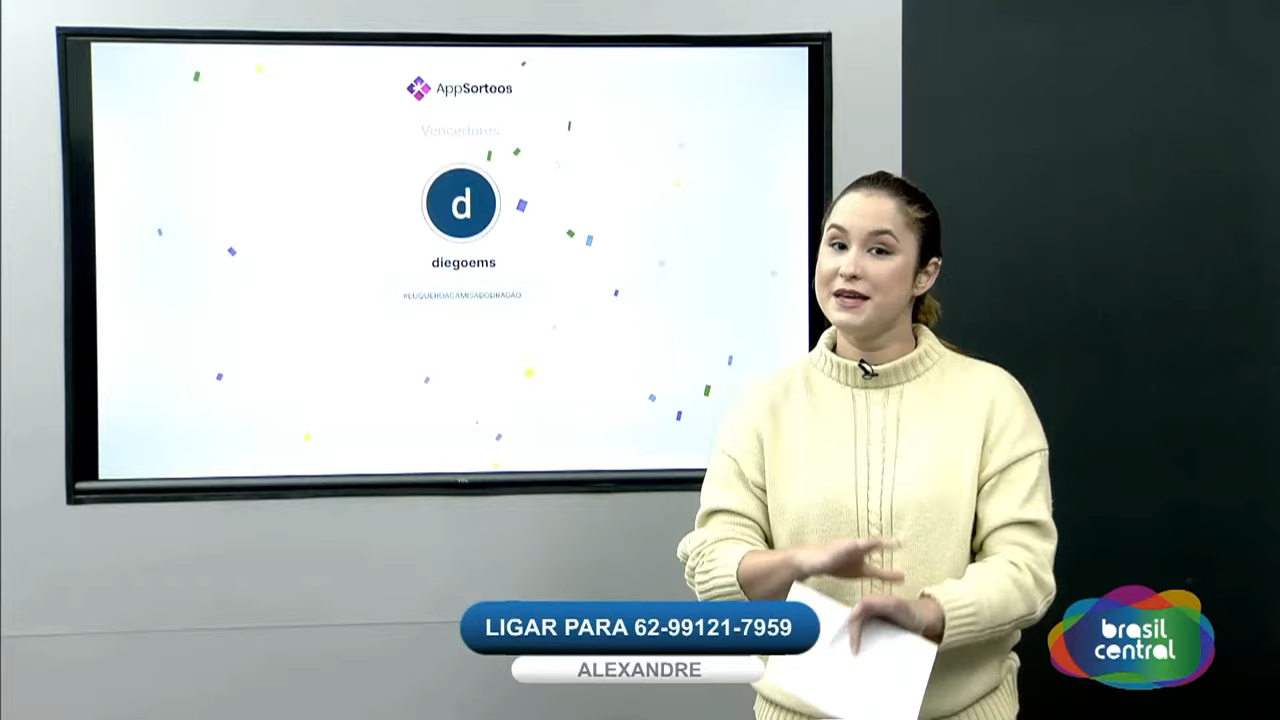 AppSorteos
Vencedores
d
diegoems
#EUQUEROACAMISADODRAGAO
LIGAR PARA 62-99121-7959
ALEXANDRE
brasil
central